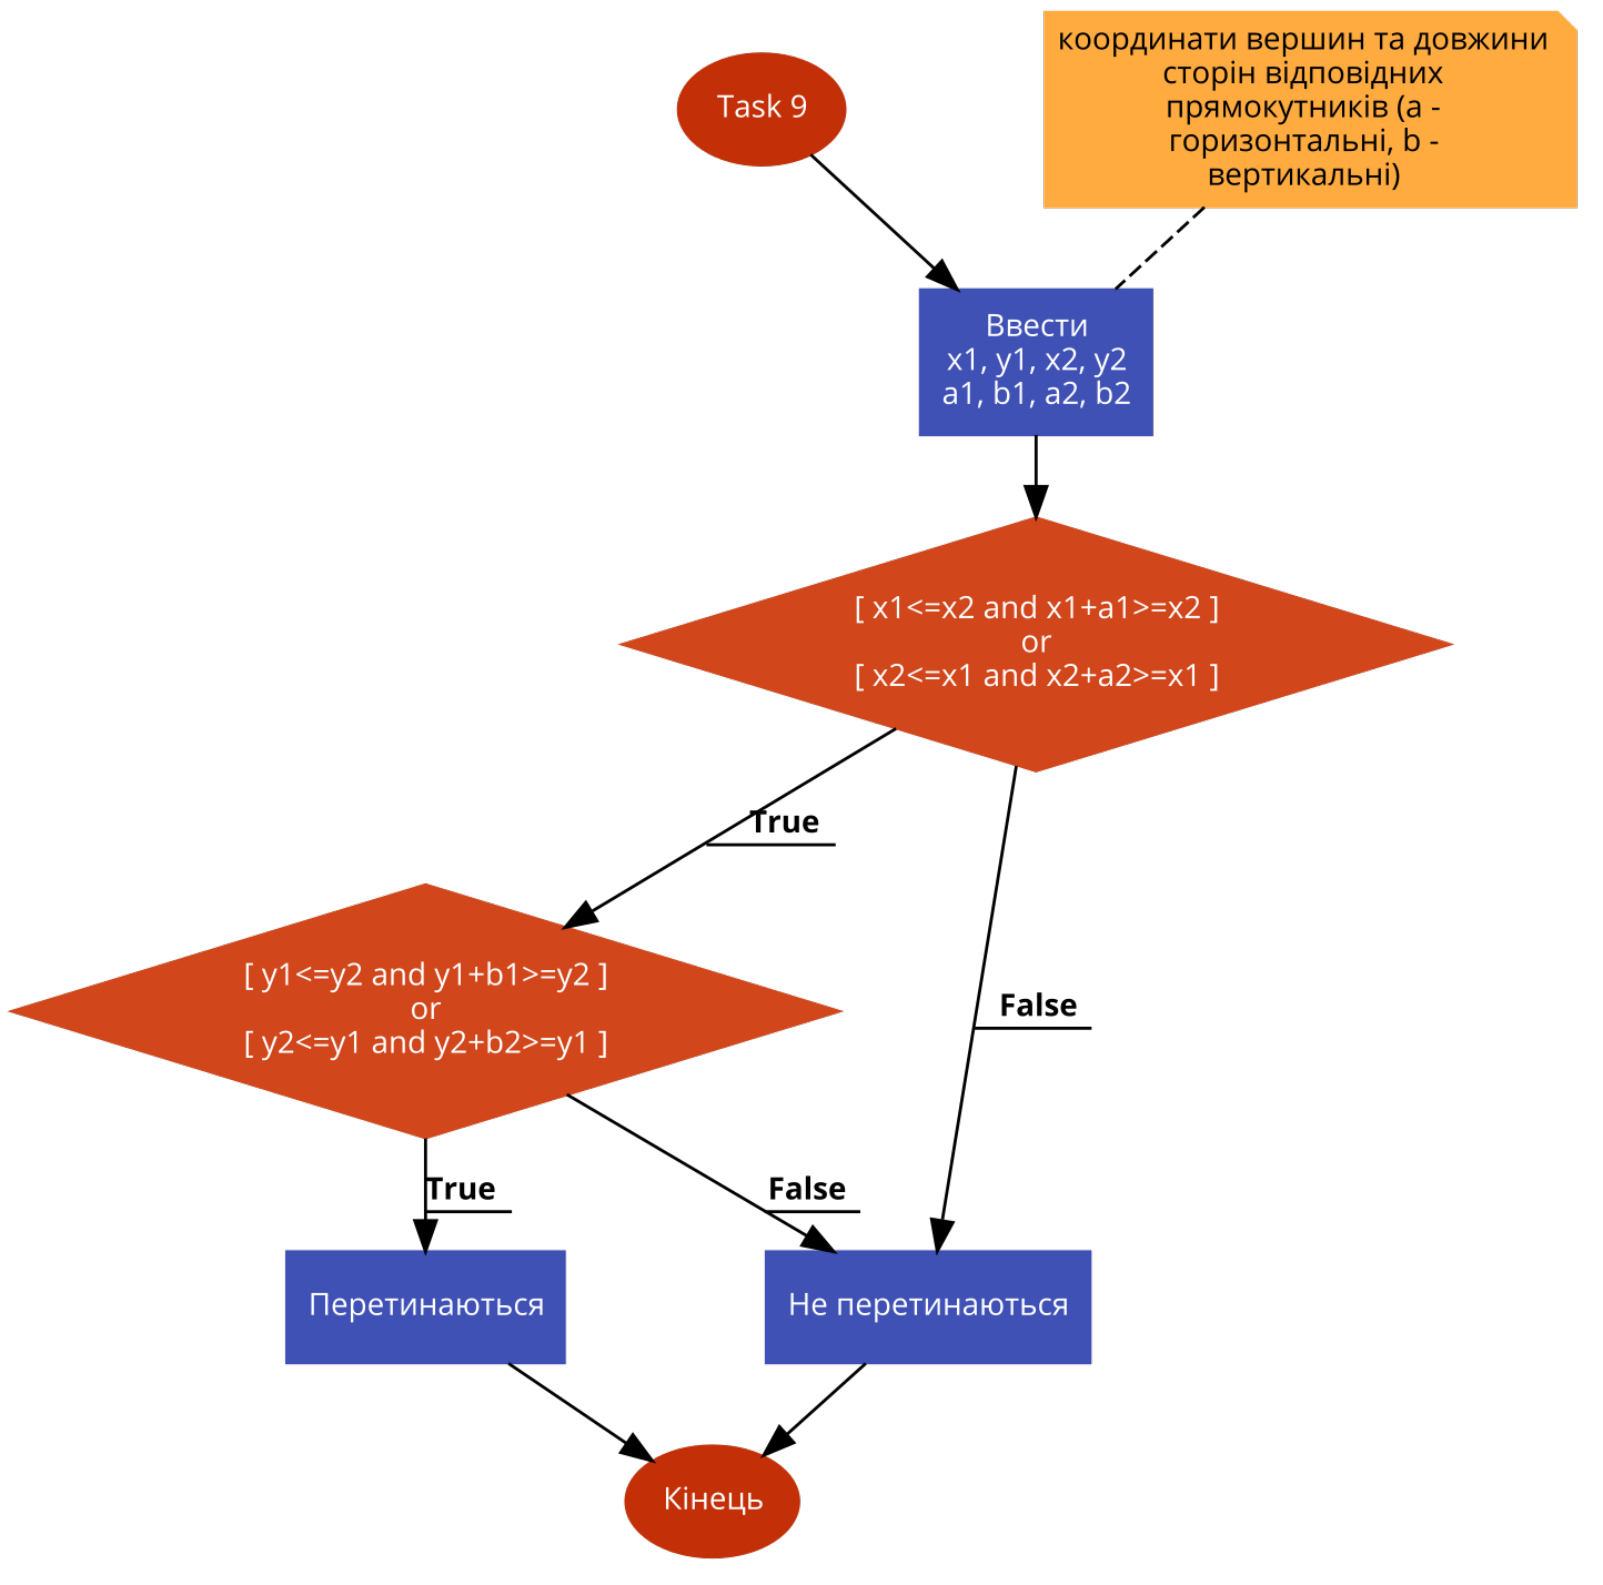 Task 9
координати вершин та довжини
сторін відповідних
прямокутників (a -
горизонтальні, b -
вертикальні)
Ввести
x1, y1, x2, y2
a1, b1, a2, b2
[ x1<=x2 and x1+a1>=x2 ]
or
[ x2<=x1 and x2+a2>=x1 ]
True
False
[ y1<=y2 and y1+b1>=y2 ]
or
[ y2<=y1 and y2+b2>=y1 ]
True
False
Перетинаються
Не перетинаються
Кінець